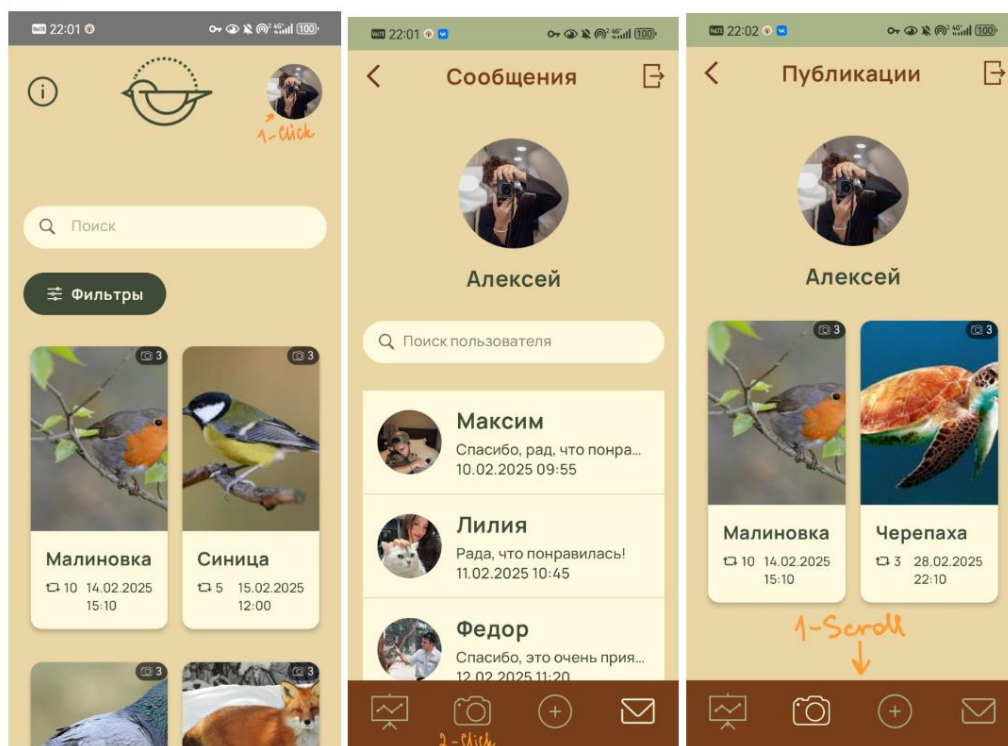 22:01
100
1-Click
Поиск
Фильтры
3
3
Малиновка
10 14.02.2025
15:10
Синица
5 15.02.2025
12:00
3
3
22:01
100
Сообщения
Алексей
Поиск пользователя
Максим
Спасибо, рад, что понра...
10.02.2025 09:55
Лилия
Рада, что понравилась!
11.02.2025 10:45
Федор
Спасибо, это очень прия...
12.02.2025 11:20
2-Click
22:02
100
Публикации
Алексей
3
3
Малиновка
10 14.02.2025
15:10
Черепаха
3 28.02.2025
22:10
1-Scroll